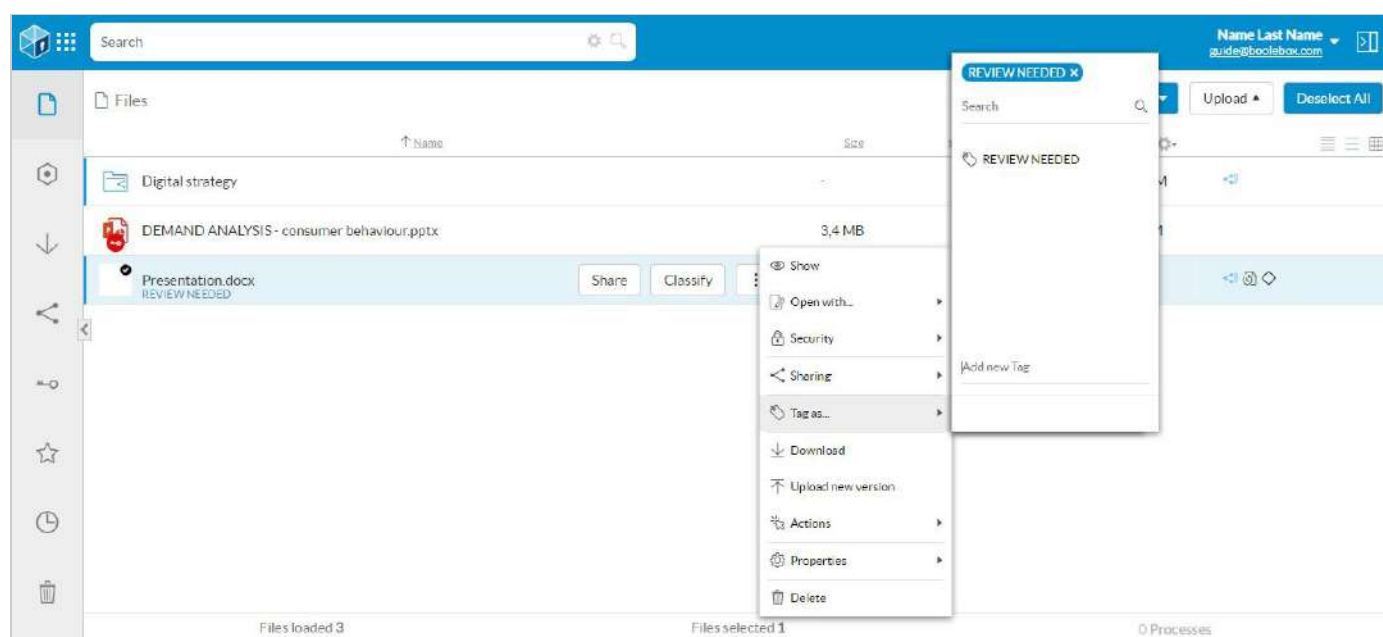 Search
Name Last Name
guide@boolebox.com
REVIEW NEEDED ×
Files
Search
Upload
Deselect All
Name
Size
REVIEW NEEDED
Digital strategy
-
M
DEMAND ANALYSIS - consumer behaviour.pptx
3,4 MB
Presentation.docx
REVIEW NEEDED
Share
Classify
Show
Open with...
Security
Sharing
Add new Tag
Tag as...
Download
Upload new version
Actions
Properties
Delete
Files loaded 3
Files selected 1
0 Processes